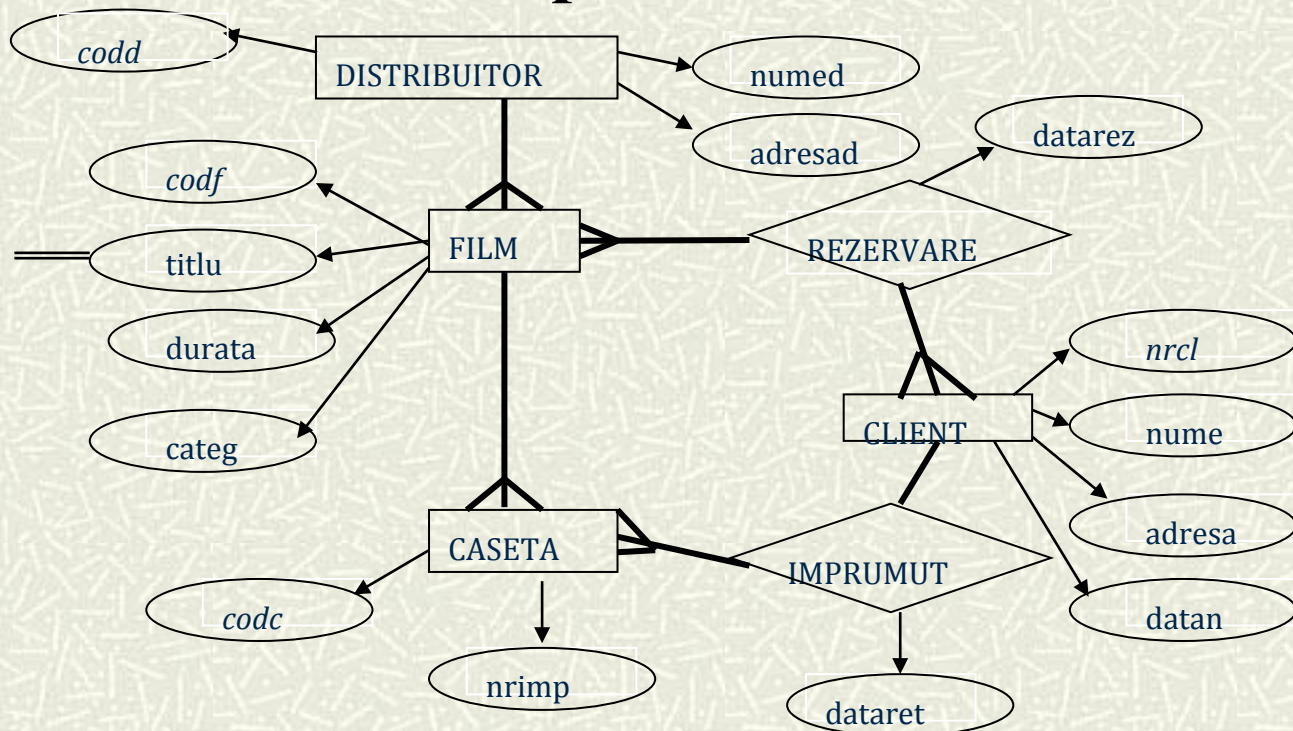 codd
DISTRIBUITOR
numed
adresad
datarez
codf
titlu
FILM
REZERVARE
durata
nrcl
categ
CLIENT
nume
adresa
CASETA
IMPRUMUT
codc
datan
nrimp
dataret